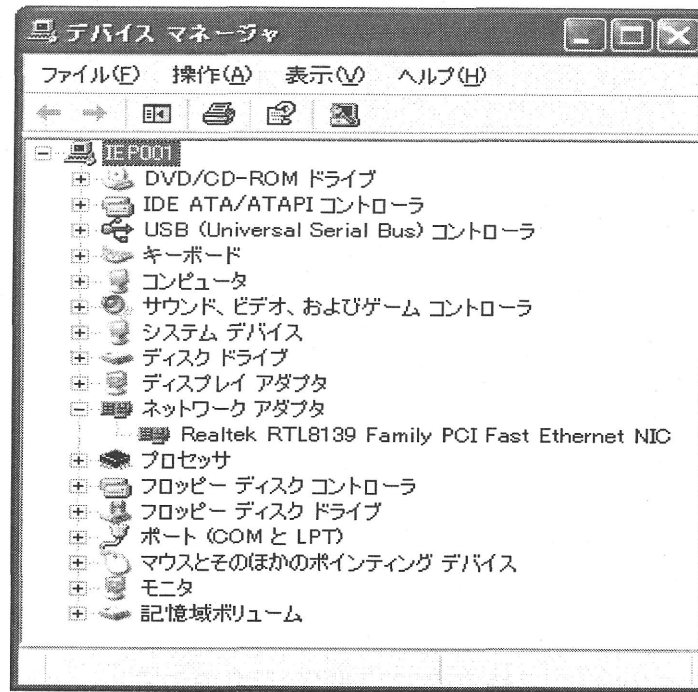 デバイス マネージャ
ファイル(F) 操作(A) 表示(V) ヘルプ(H)
IEP001
DVD/CD-ROM ドライブ
IDE ATA/ATAPI コントローラ
USB (Universal Serial Bus) コントローラ
キーボード
コンピュータ
サウンド、ビデオ、およびゲーム コントローラ
システム デバイス
ディスク ドライブ
ディスプレイ アダプタ
ネットワーク アダプタ
Realtek RTL8139 Family PCI Fast Ethernet NIC
プロセッサ
フロッピー ディスク コントローラ
フロッピー ディスク ドライブ
ポート (COM と LPT)
マウスとそのほかのポインティング デバイス
モニタ
記憶域ボリューム